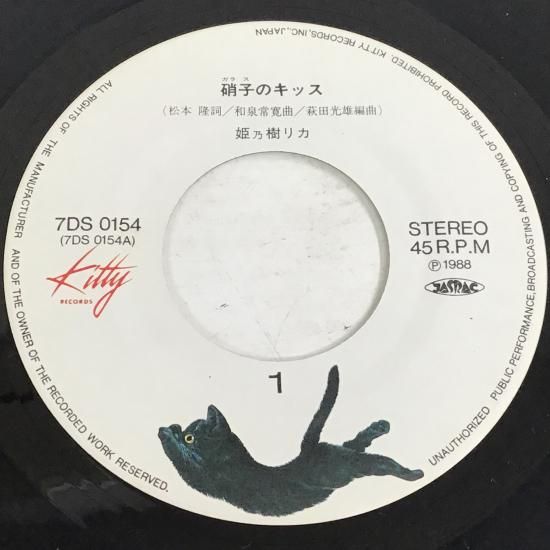 ガラス
硝子のキッス
(松本 隆詞/和泉常寛曲/萩田光雄編曲)
姫乃樹リカ
7DS 0154
(7DS 0154A)
Kitty
RECORDS
STEREO
45 R.P.M
Ⓟ1988
JASRAC
1
ALL RIGHTS OF THE MANUFACTURER AND OF THE OWNER OF THE RECORDED WORK RESERVED.
UNAUTHORIZED PUBLIC PERFORMANCE,BROADCASTING AND COPYING OF THIS RECORD PROHIBITED. KITTY RECORDS, INC.,JAPAN